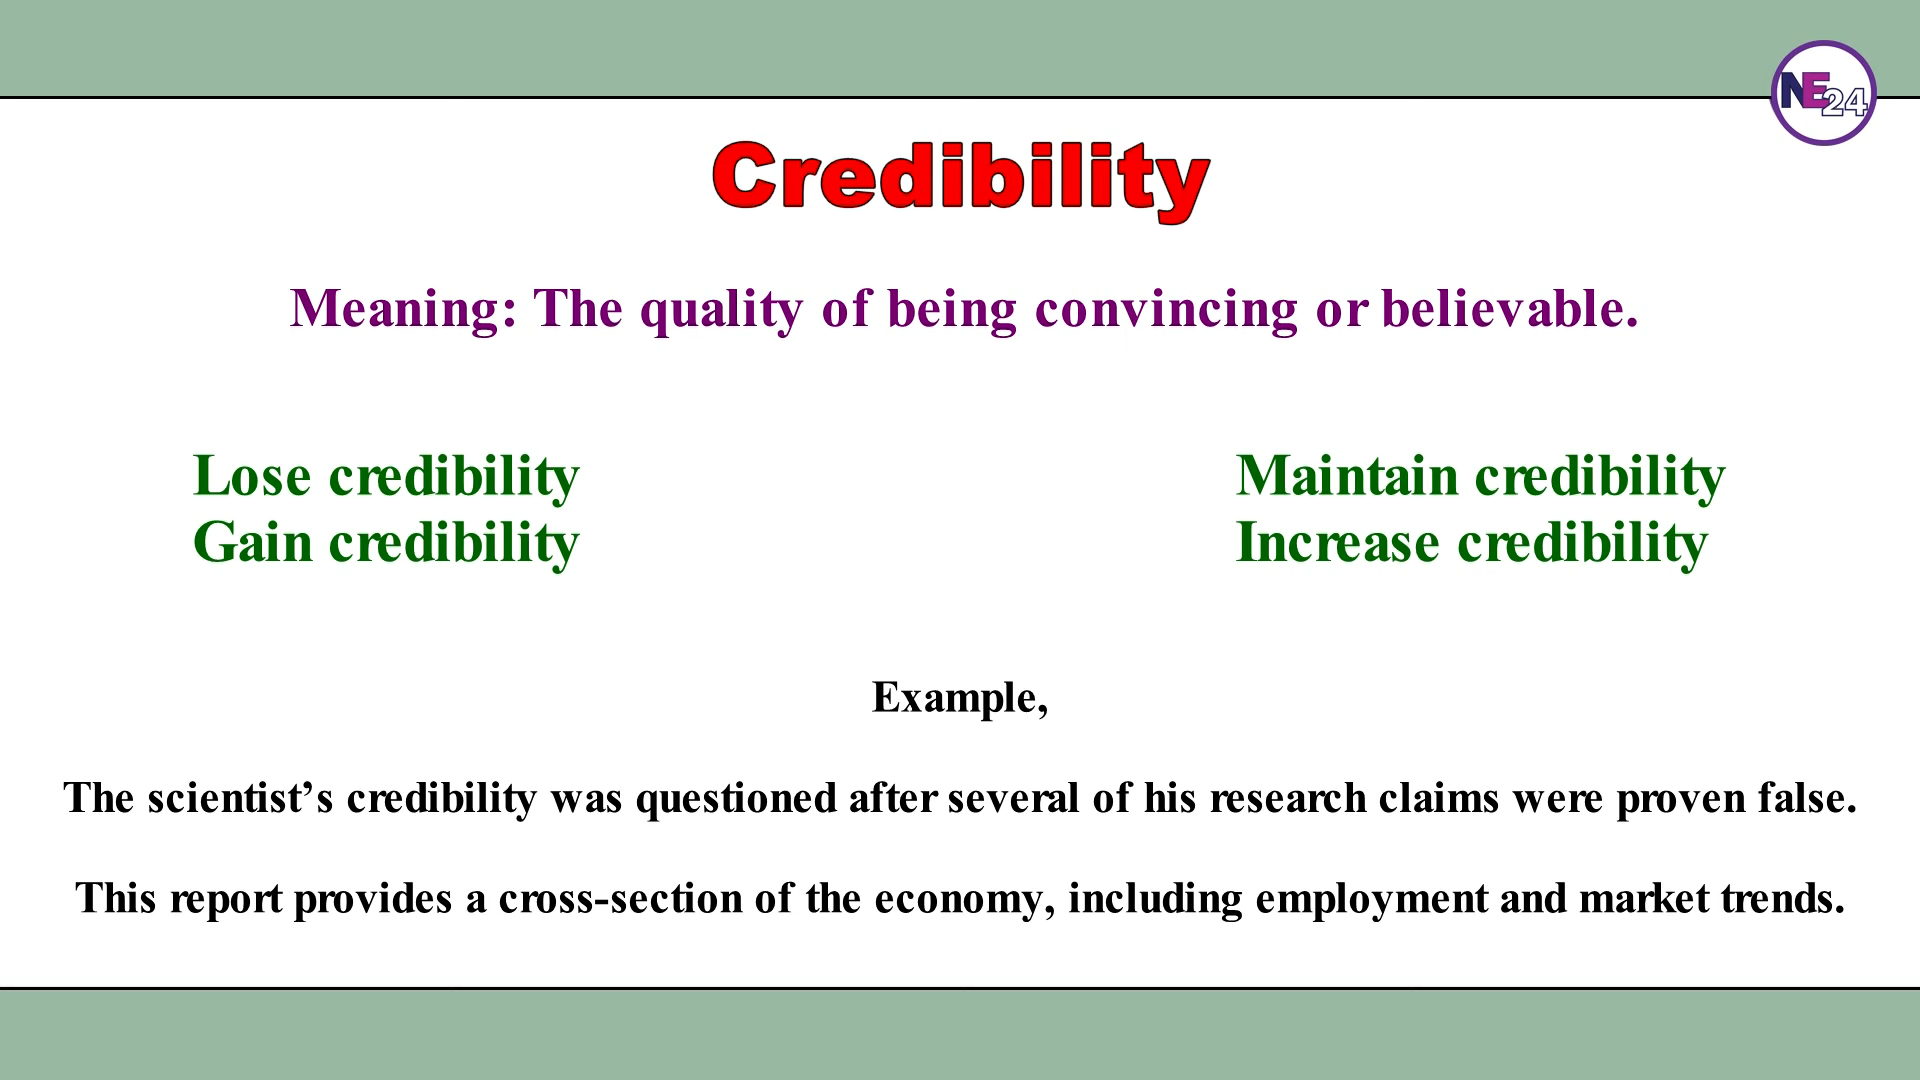 NE24
Credibility
Meaning: The quality of being convincing or believable.
Lose credibility
Gain credibility
Maintain credibility
Increase credibility
Example,
The scientist’s credibility was questioned after several of his research claims were proven false.
This report provides a cross-section of the economy, including employment and market trends.